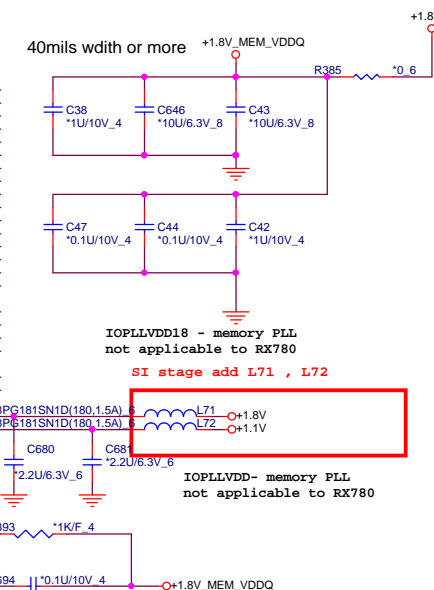 +1.8
40mils wdith or more
+1.8V_MEM_VDDQ
R385
*0_6
C38
*1U/10V_4
C646
*10U/6.3V_8
C43
*10U/6.3V_8
C47
*0.1U/10V_4
C44
*0.1U/10V_4
C42
*1U/10V_4
IOPLLVDD18 - memory PLL
not applicable to RX780
SI stage add L71 , L72
PG181SN1D(180,1.5A)_6
L71
+1.8V
PG181SN1D(180,1.5A)_6
L72
+1.1V
C680
*2.2U/6.3V_6
C681
*2.2U/6.3V_6
IOPLLVDD- memory PLL
not applicable to RX780
393
*1K/F_4
694
*0.1U/10V_4
+1.8V_MEM_VDDQ